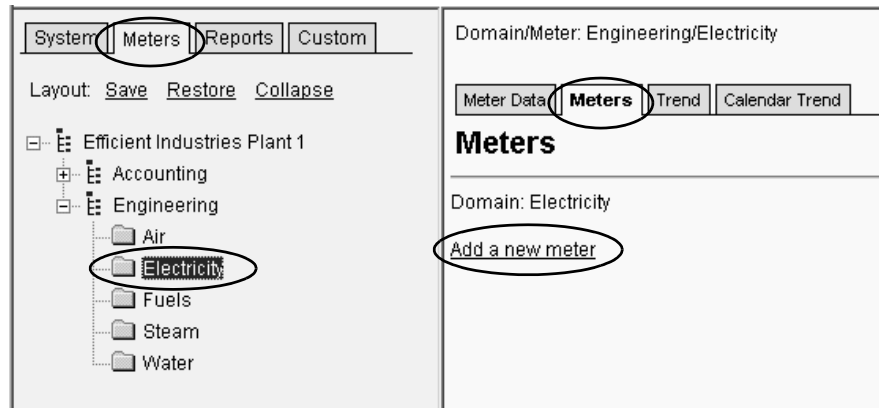 System Meters Reports Custom
Layout: Save Restore Collapse
Efficient Industries Plant 1
Accounting
Engineering
Air
Electricity
Fuels
Steam
Water
Domain/Meter: Engineering/Electricity
Meter Data Meters Trend Calendar Trend
Meters
Domain: Electricity
Add a new meter